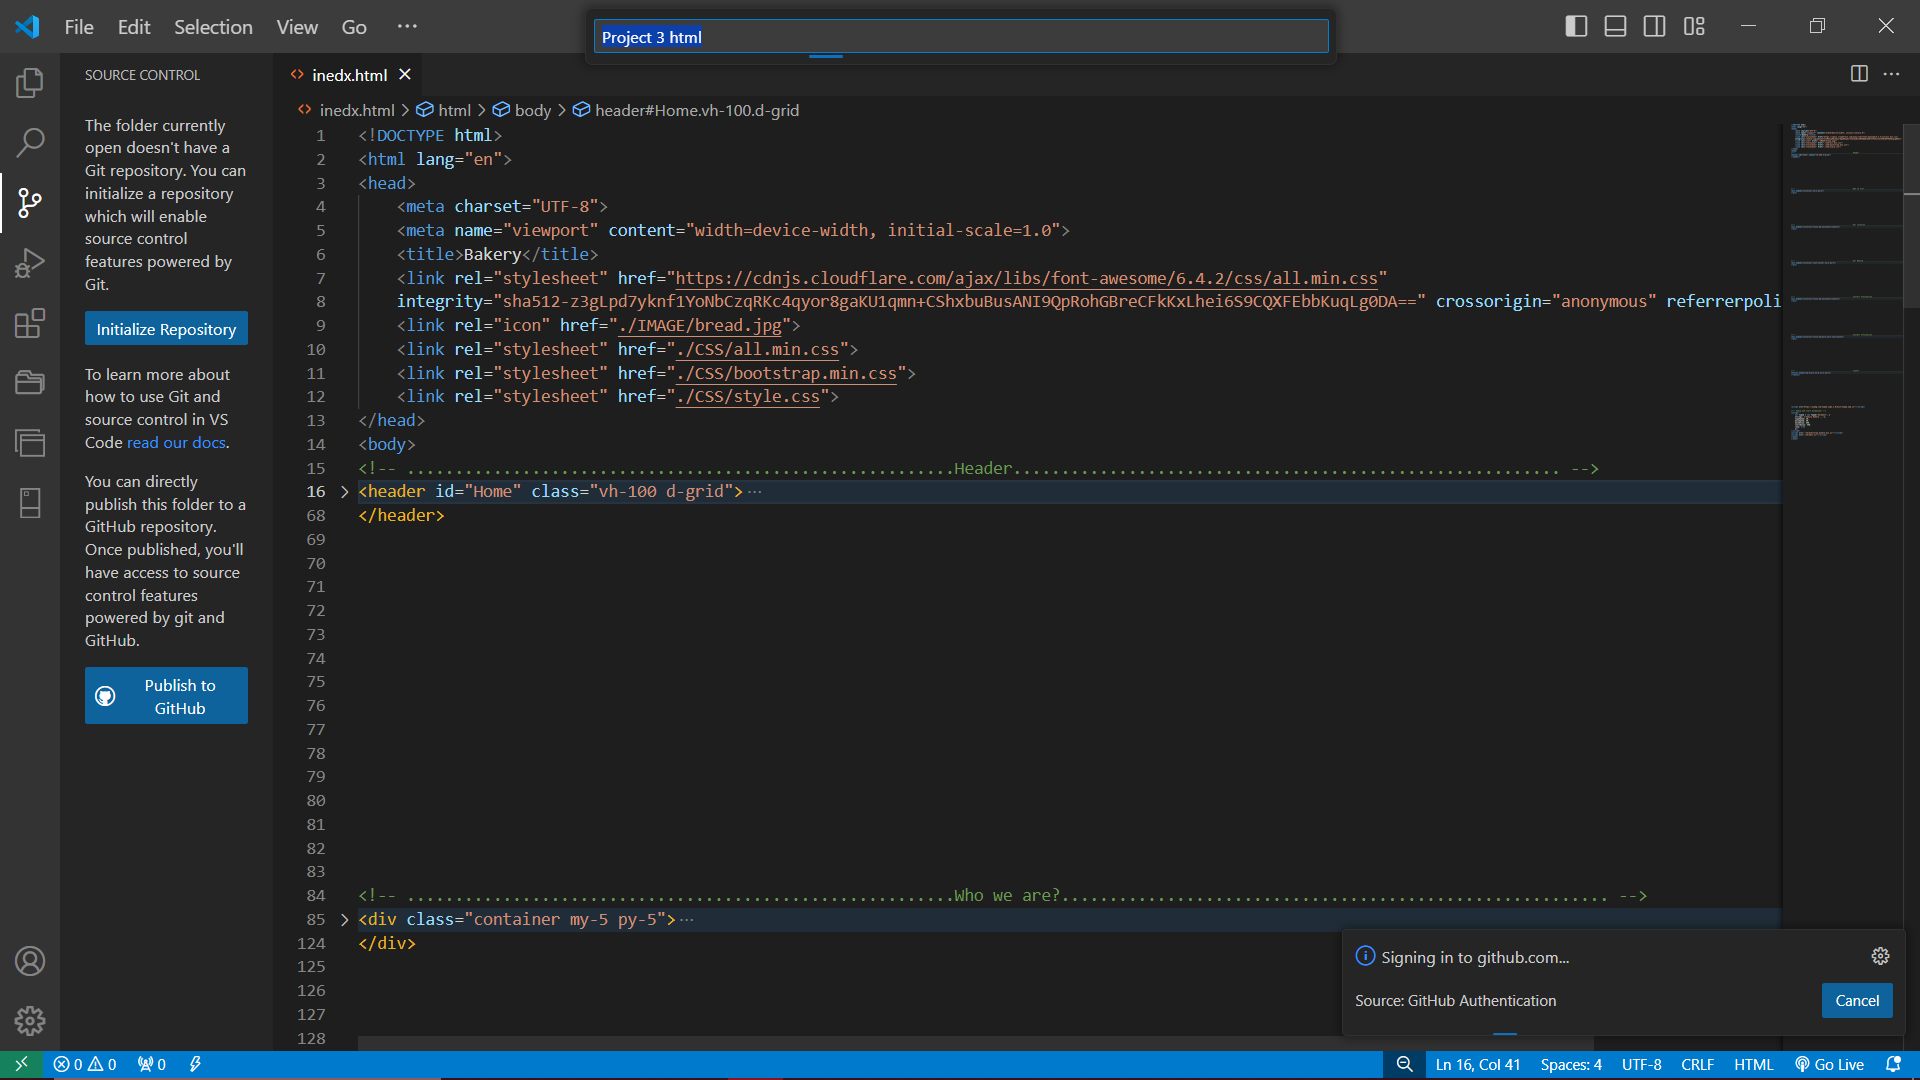 File Edit Selection View Go ···
Project 3 html
SOURCE CONTROL
The folder currently
open doesn't have a
Git repository. You can
initialize a repository
which will enable
source control
features powered by
Git.
Initialize Repository
To learn more about
how to use Git and
source control in VS
Code read our docs.
You can directly
publish this folder to a
GitHub repository.
Once published, you'll
have access to source
control features
powered by git and
GitHub.
Publish to
GitHub
inedx.html
inedx.html > html > body > header#Home.vh-100.d-grid
1 <!DOCTYPE html>
2 <html lang="en">
3 <head>
4 <meta charset="UTF-8">
5 <meta name="viewport" content="width=device-width, initial-scale=1.0">
6 <title>Bakery</title>
7 <link rel="stylesheet" href="https://cdnjs.cloudflare.com/ajax/libs/font-awesome/6.4.2/css/all.min.css"
8 integrity="sha512-z3gLpd7yknf1YoNbCzqRKc4qyor8gaKU1qmn+CShxbuBusANI9QpRohGBreCFkKxLhei6S9CQXFEbbKuqLg0DA==" crossorigin="anonymous" referrerpoli
9 <link rel="icon" href="./IMAGE/bread.jpg">
10 <link rel="stylesheet" href="./CSS/all.min.css">
11 <link rel="stylesheet" href="./CSS/bootstrap.min.css">
12 <link rel="stylesheet" href="./CSS/style.css">
13 </head>
14 <body>
15 <!-- .........................................................Header......................................................... -->
16 <header id="Home" class="vh-100 d-grid">···
68 </header>
69
70
71
72
73
74
75
76
77
78
79
80
81
82
83
84 <!-- .........................................................Who we are?......................................................... -->
85 <div class="container my-5 py-5">···
124 </div>
125
126
127
128
Signing in to github.com...
Source: GitHub Authentication
Cancel
0 0 0 Ln 16, Col 41 Spaces: 4 UTF-8 CRLF HTML Go Live